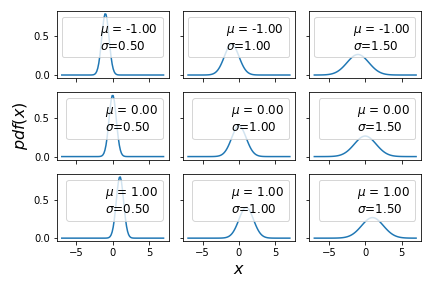 0.5
0.0
μ = -1.00
σ=0.50
μ = -1.00
σ=1.00
μ = -1.00
σ=1.50
pdf(x)
0.5
0.0
μ = 0.00
σ=0.50
μ = 0.00
σ=1.00
μ = 0.00
σ=1.50
0.5
0.0
μ = 1.00
σ=0.50
μ = 1.00
σ=1.00
μ = 1.00
σ=1.50
−5 0 5
−5 0 5
−5 0 5
x